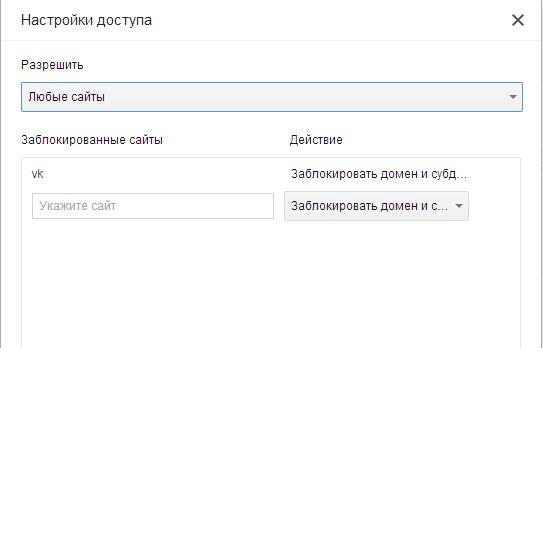 Настройки доступа
Разрешить
Любые сайты
Заблокированные сайты Действие
vk Заблокировать домен и субд...
Укажите сайт Заблокировать домен и с...